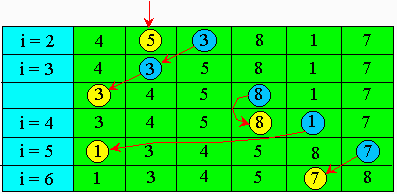 i = 2 4 5 3 8 1 7
i = 3 4 3 5 8 1 7
3 4 5 8 1 7
i = 4 3 4 5 8 1 7
i = 5 1 3 4 5 8 7
i = 6 1 3 4 5 7 8